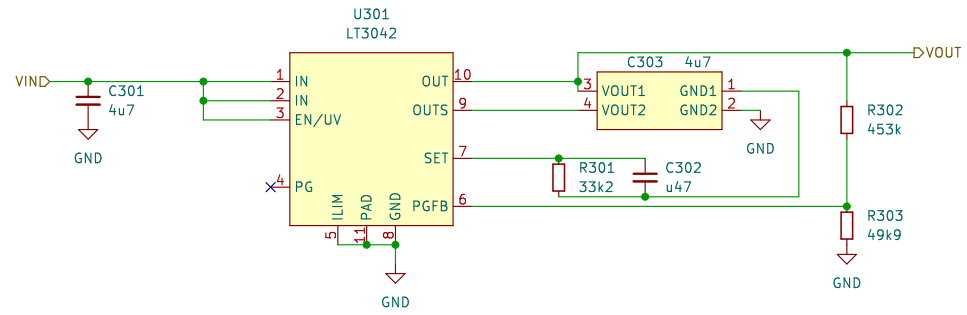 U301
LT3042
VIN
C301
4u7
GND
1
IN
2
IN
3
EN/UV
4
PG
ILIM
PAD
GND
5
11
8
GND
OUT
10
OUTS
9
SET
7
PGFB
6
C303 4u7
3
VOUT1
GND1
1
4
VOUT2
GND2
2
GND
R301
33k2
C302
u47
VOUT
R302
453k
R303
49k9
GND